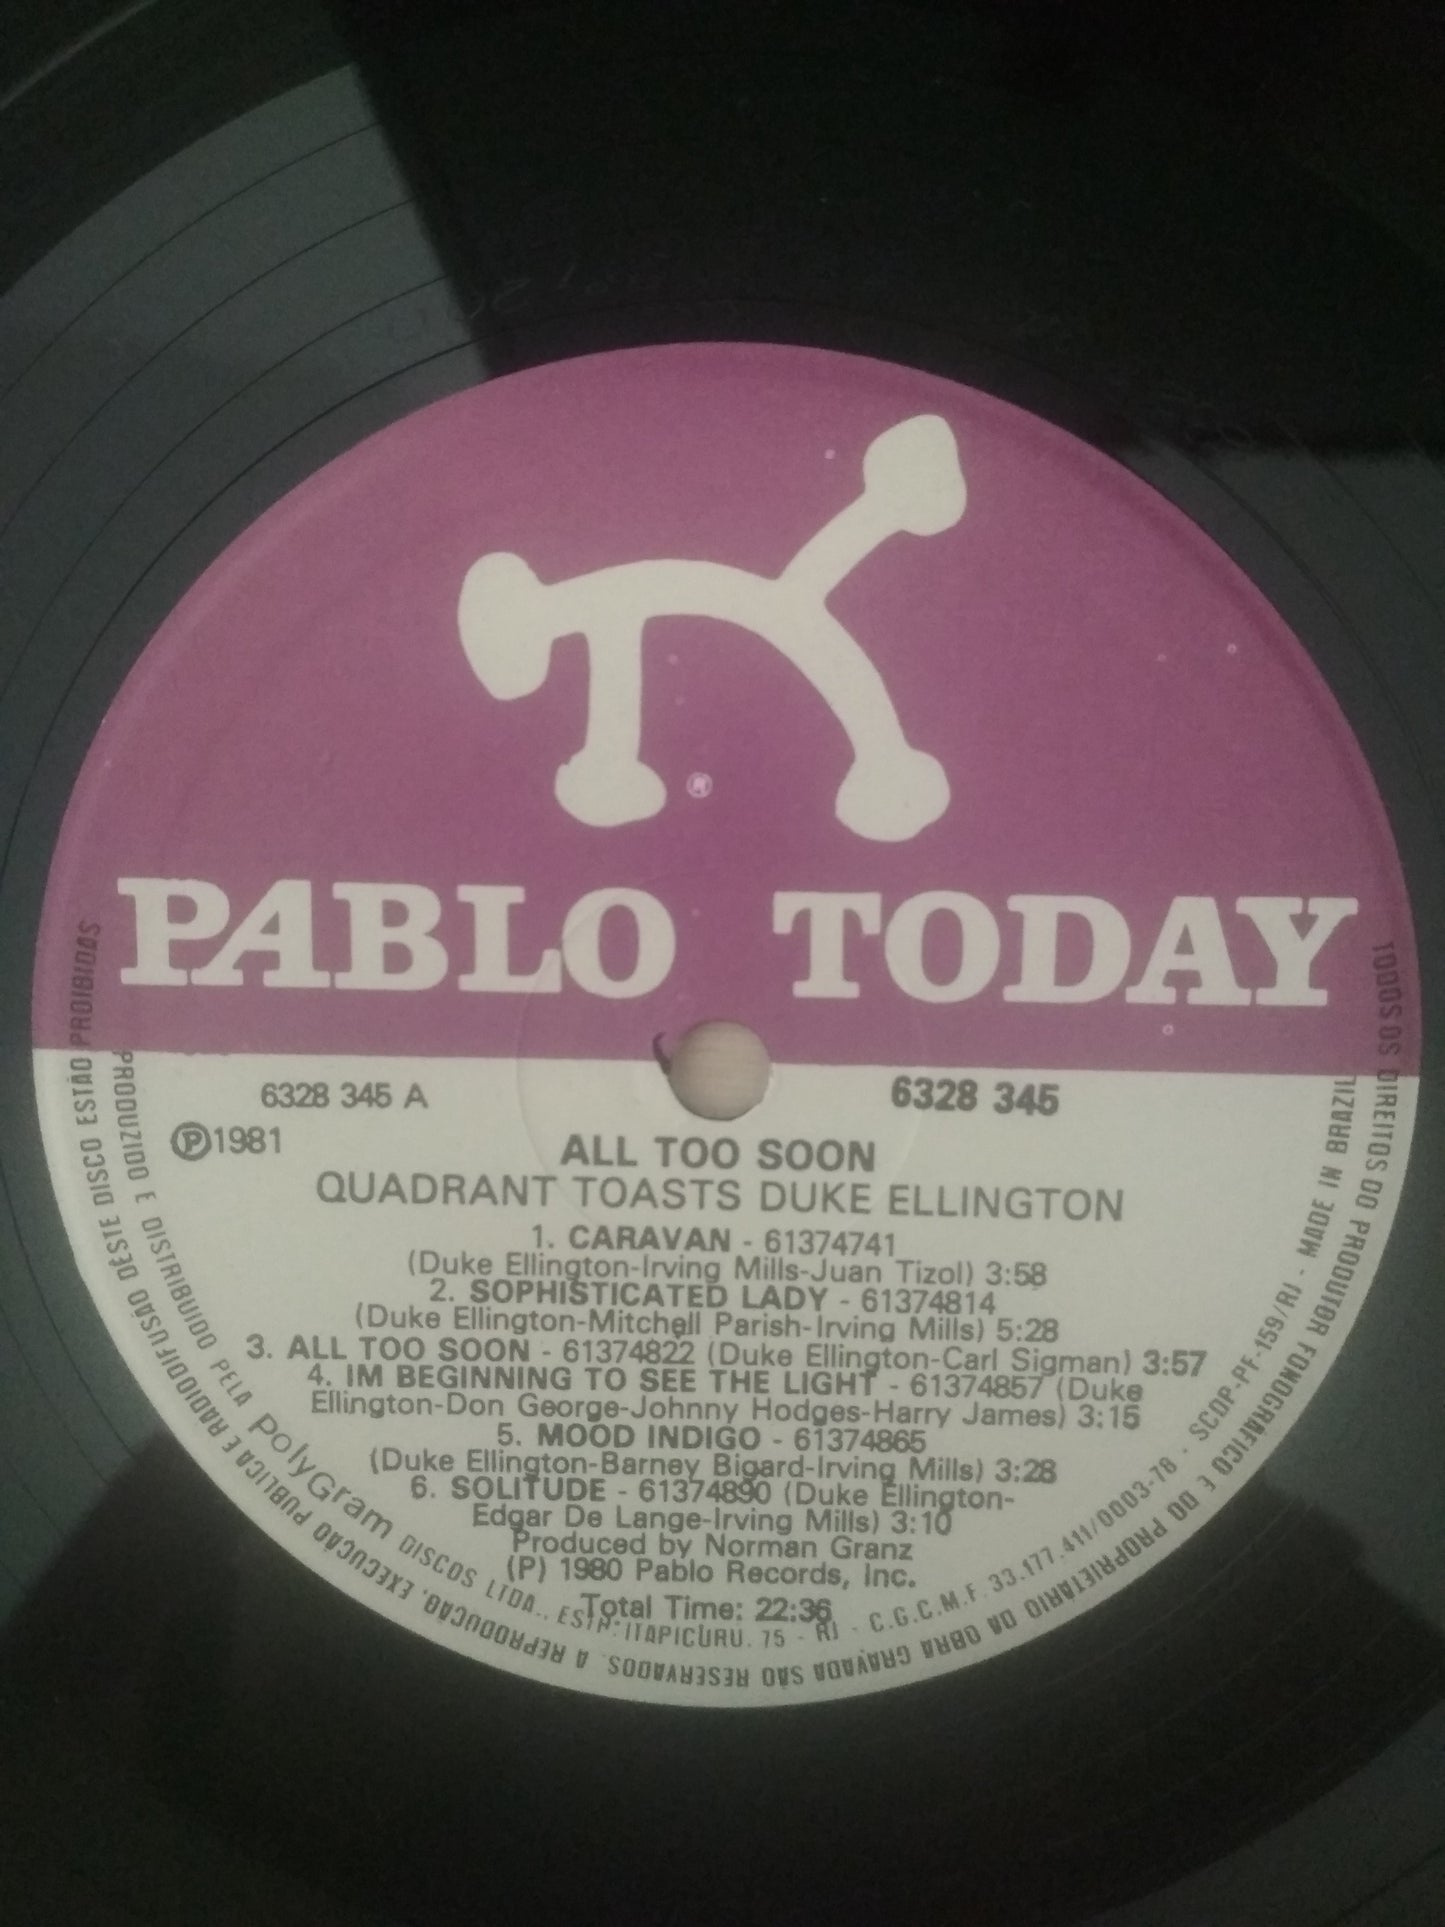 PABLO TODAY
6328 345 A
6328 345
Ⓟ1981
ALL TOO SOON
QUADRANT TOASTS DUKE ELLINGTON
1. CARAVAN - 61374741
(Duke Ellington-Irving Mills-Juan Tizol) 3:58
2. SOPHISTICATED LADY - 61374814
(Duke Ellington-Mitchell Parish-Irving Mills) 5:28
3. ALL TOO SOON - 61374822 (Duke Ellington-Carl Sigman) 3:57
4. IM BEGINNING TO SEE THE LIGHT - 61374857 (Duke
Ellington-Don George-Johnny Hodges-Harry James) 3:15
5. MOOD INDIGO - 61374865
(Duke Ellington-Barney Bigard-Irving Mills) 3:28
6. SOLITUDE - 61374890 (Duke Ellington-
Edgar De Lange-Irving Mills) 3:10
Produced by Norman Granz
(P) 1980 Pablo Records, Inc.
Total Time: 22:36
PRODUZIDO E DISTRIBUIDO PELA PolyGram DISCOS LTDA., ESTR. ITAPICURU, 75 - RJ - C.G.C.M.F. 33.177.411/0003-78 - SCDP-PF-159/RJ - MADE IN BRAZIL
TODOS OS DIREITOS DO PRODUTOR FONOGRÁFICO E DO PROPRIETÁRIO DA OBRA GRAVADA SÃO RESERVADOS. A REPRODUÇÃO, EXECUÇÃO PÚBLICA E RADIODIFUSÃO DÊSTE DISCO ESTÃO PROIBIDAS